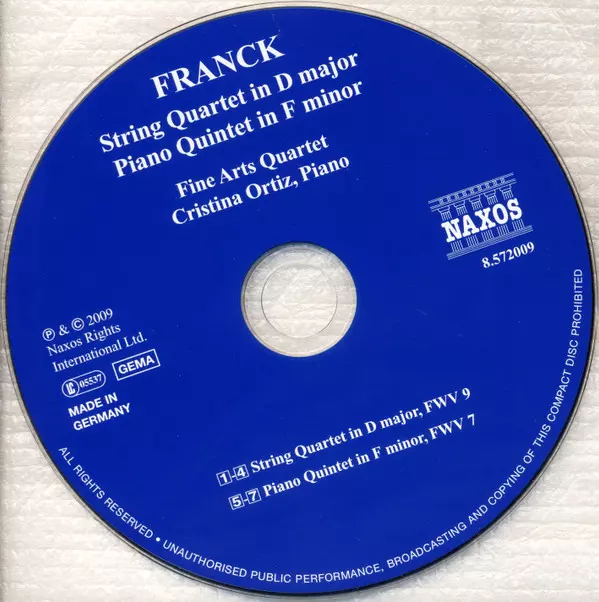 FRANCK
String Quartet in D major
Piano Quintet in F minor
Fine Arts Quartet
Cristina Ortiz, Piano
NAXOS
8.572009
℗ & © 2009
Naxos Rights
International Ltd.
LC 05537
GEMA
MADE IN
GERMANY
1-4 String Quartet in D major, FWV 9
5-7 Piano Quintet in F minor, FWV 7
ALL RIGHTS RESERVED • UNAUTHORISED PUBLIC PERFORMANCE, BROADCASTING AND COPYING OF THIS COMPACT DISC PROHIBITED